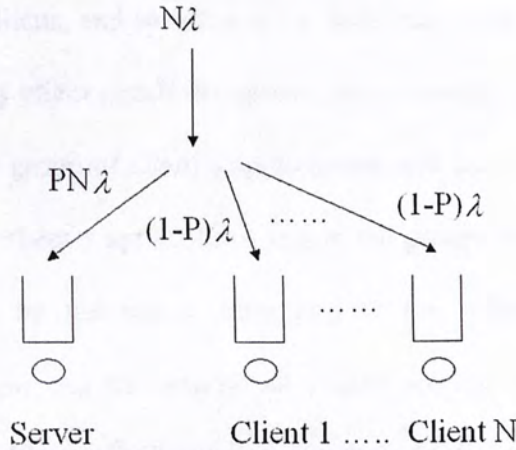 Nλ
PNλ
(1-P)λ
......
(1-P)λ
......
Server
Client 1 ..... Client N